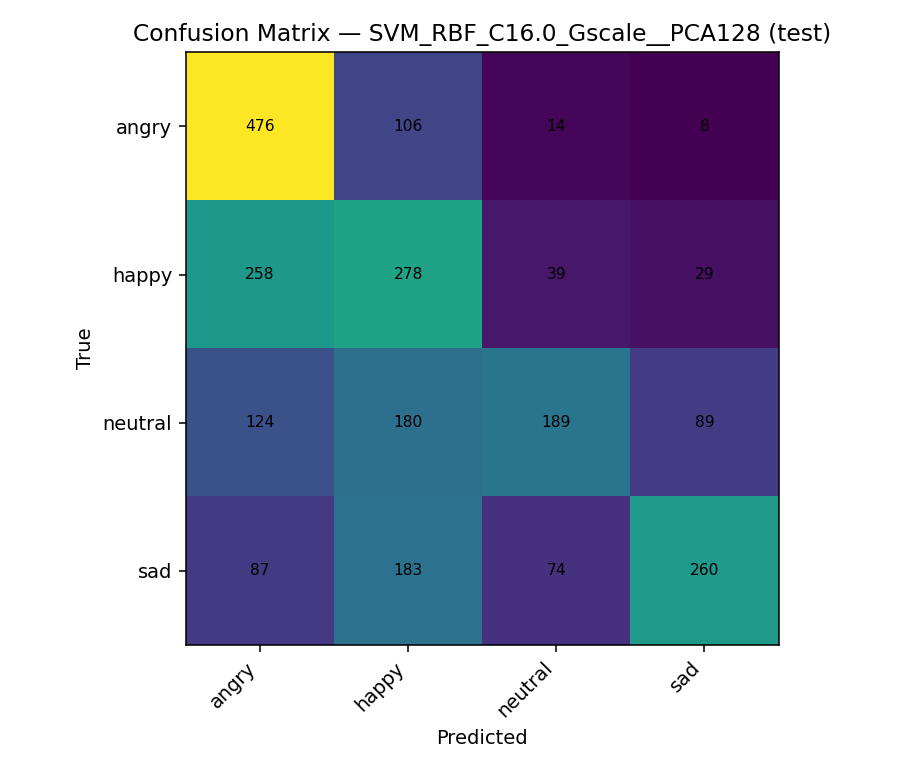 Confusion Matrix — SVM_RBF_C16.0_Gscale__PCA128 (test)
angry 476 106 14 8
happy 258 278 39 29
True
neutral 124 180 189 89
sad 87 183 74 260
angry happy neutral sad
Predicted